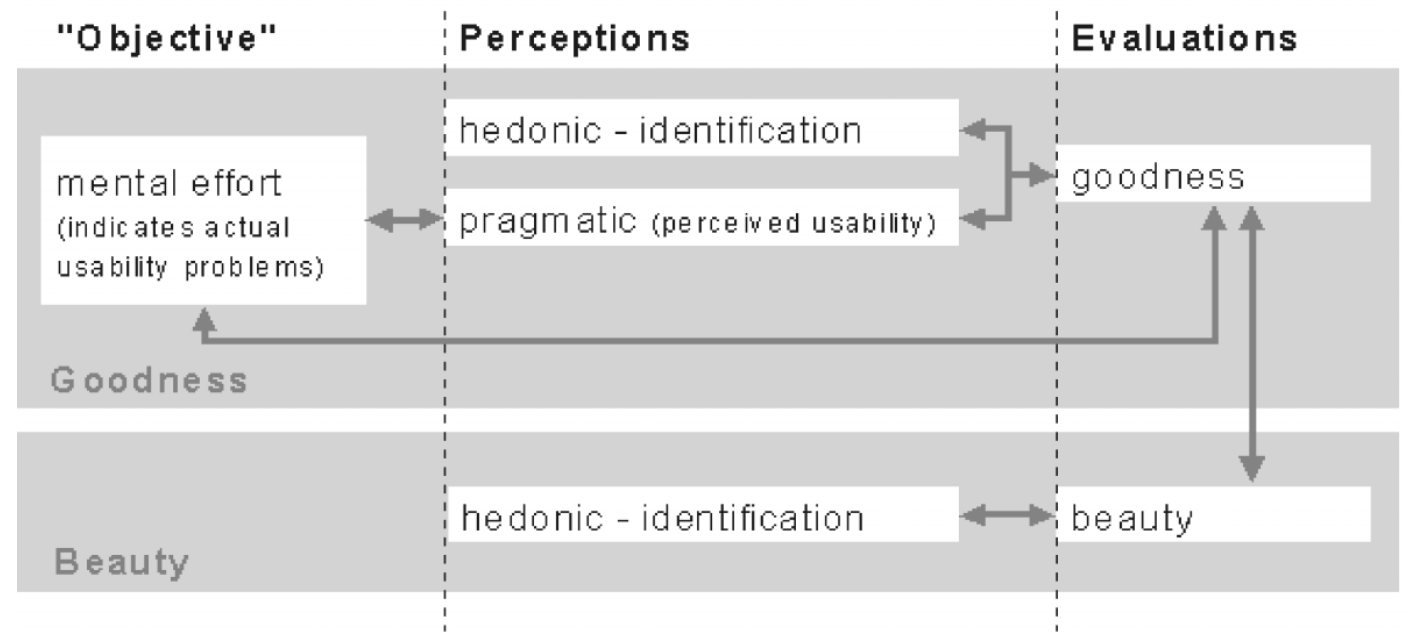 "Objective"
Perceptions
Evaluations
hedonic - identification
mental effort
(indicates actual
usability problems)
pragmatic (perceived usability)
goodness
Goodness
hedonic - identification
beauty
Beauty